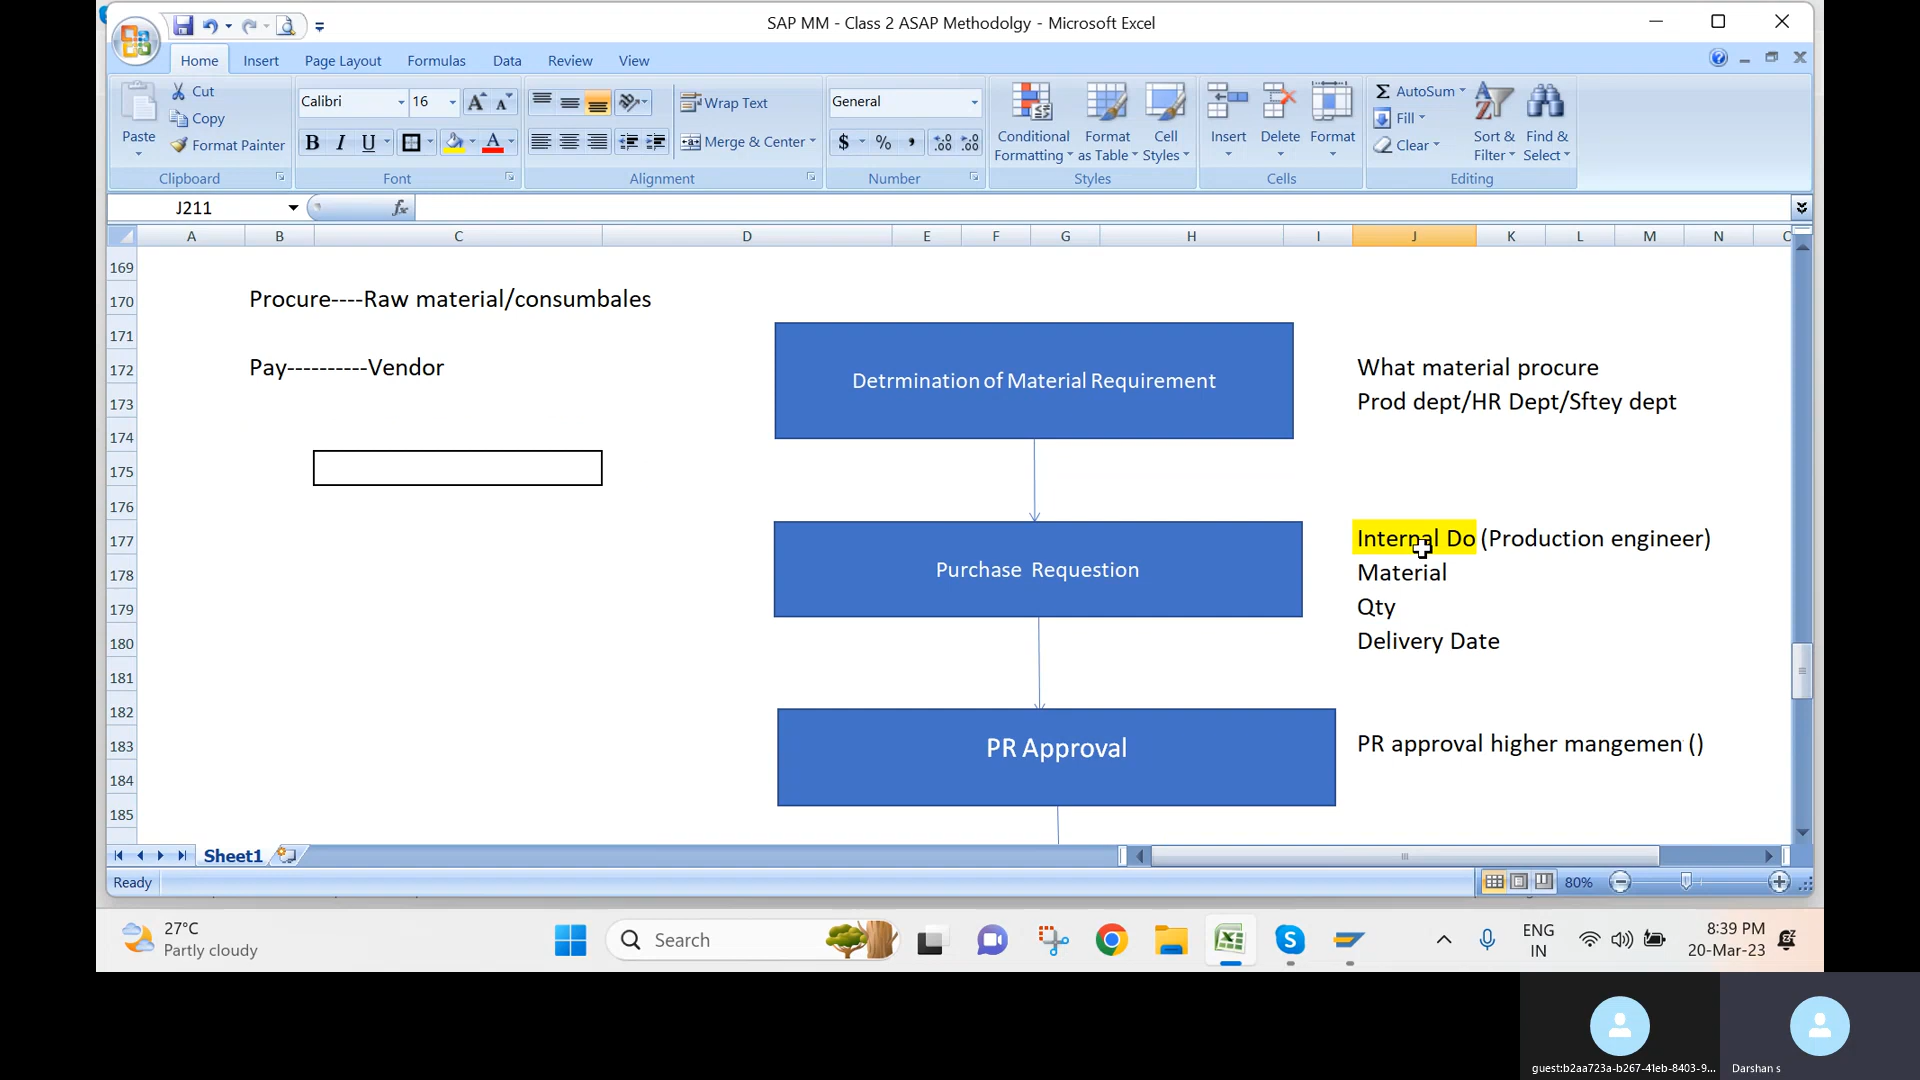 SAP MM - Class 2 ASAP Methodolgy - Microsoft Excel
Home Insert Page Layout Formulas Data Review View
Paste
Cut
Copy
Format Painter
Clipboard
Calibri 16
B I U
Font
Wrap Text
Merge & Center
Alignment
General
$ % ,
Number
Conditional Formatting
Format as Table
Cell Styles
Styles
Insert Delete Format
Cells
Σ AutoSum
Fill
Clear
Sort & Filter
Find & Select
Editing
J211
fx
A B C D E F G H I J K L M N
169
170
171
172
173
174
175
176
177
178
179
180
181
182
183
184
185
Procure----Raw material/consumbales
Pay----------Vendor
Detrmination of Material Requirement
What material procure
Prod dept/HR Dept/Sftey dept
Purchase Requestion
Internal Do (Production engineer)
Material
Qty
Delivery Date
PR Approval
PR approval higher mangemen ()
Sheet1
Ready
80%
27°C
Partly cloudy
Search
ENG
IN
8:39 PM
20-Mar-23
guest:b2aa723a-b267-41eb-8403-9...
Darshan s